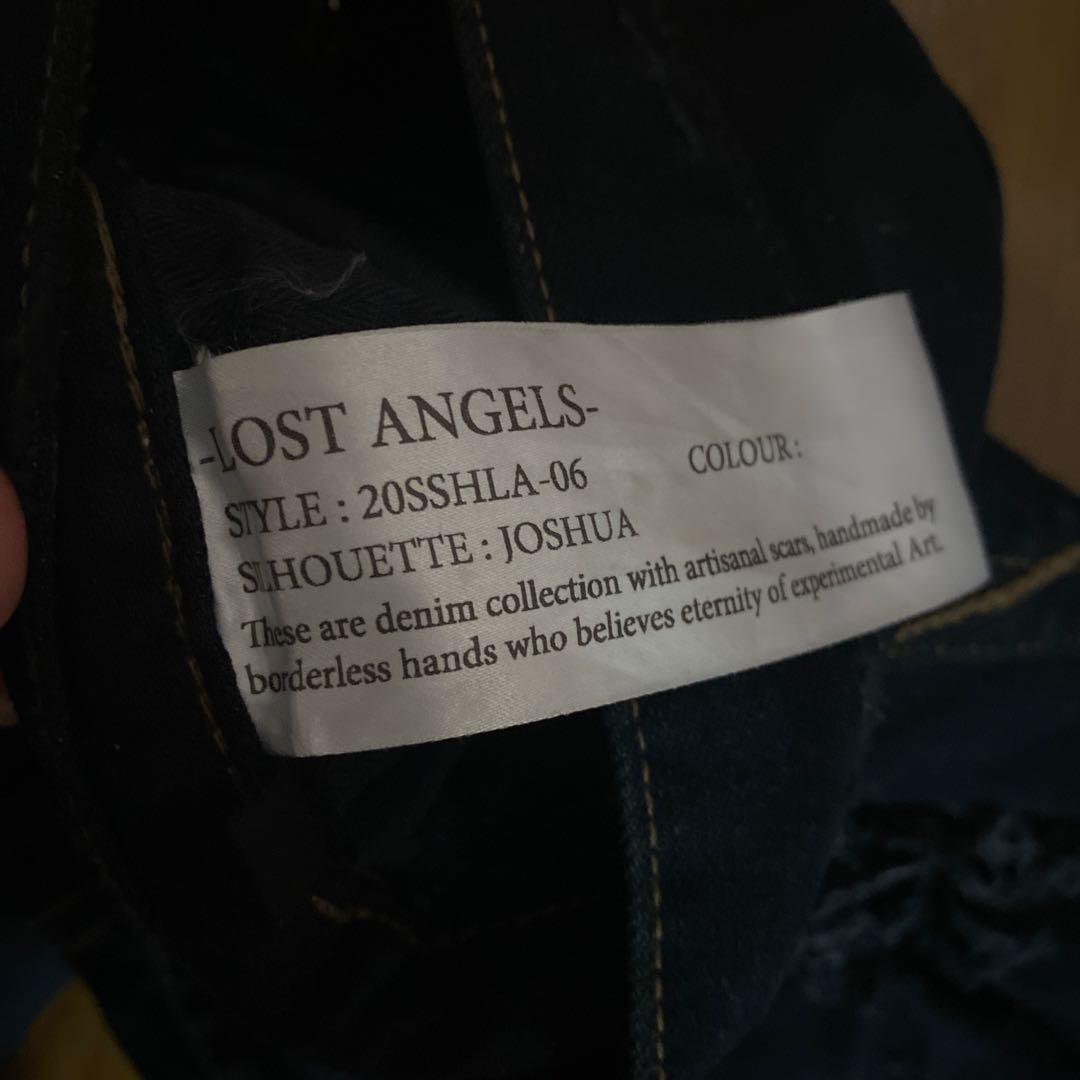 -LOST ANGELS-
STYLE : 20SSHLA-06 COLOUR :
SILHOUETTE : JOSHUA
These are denim collection with artisanal scars, handmade by
borderless hands who believes eternity of experimental Art.